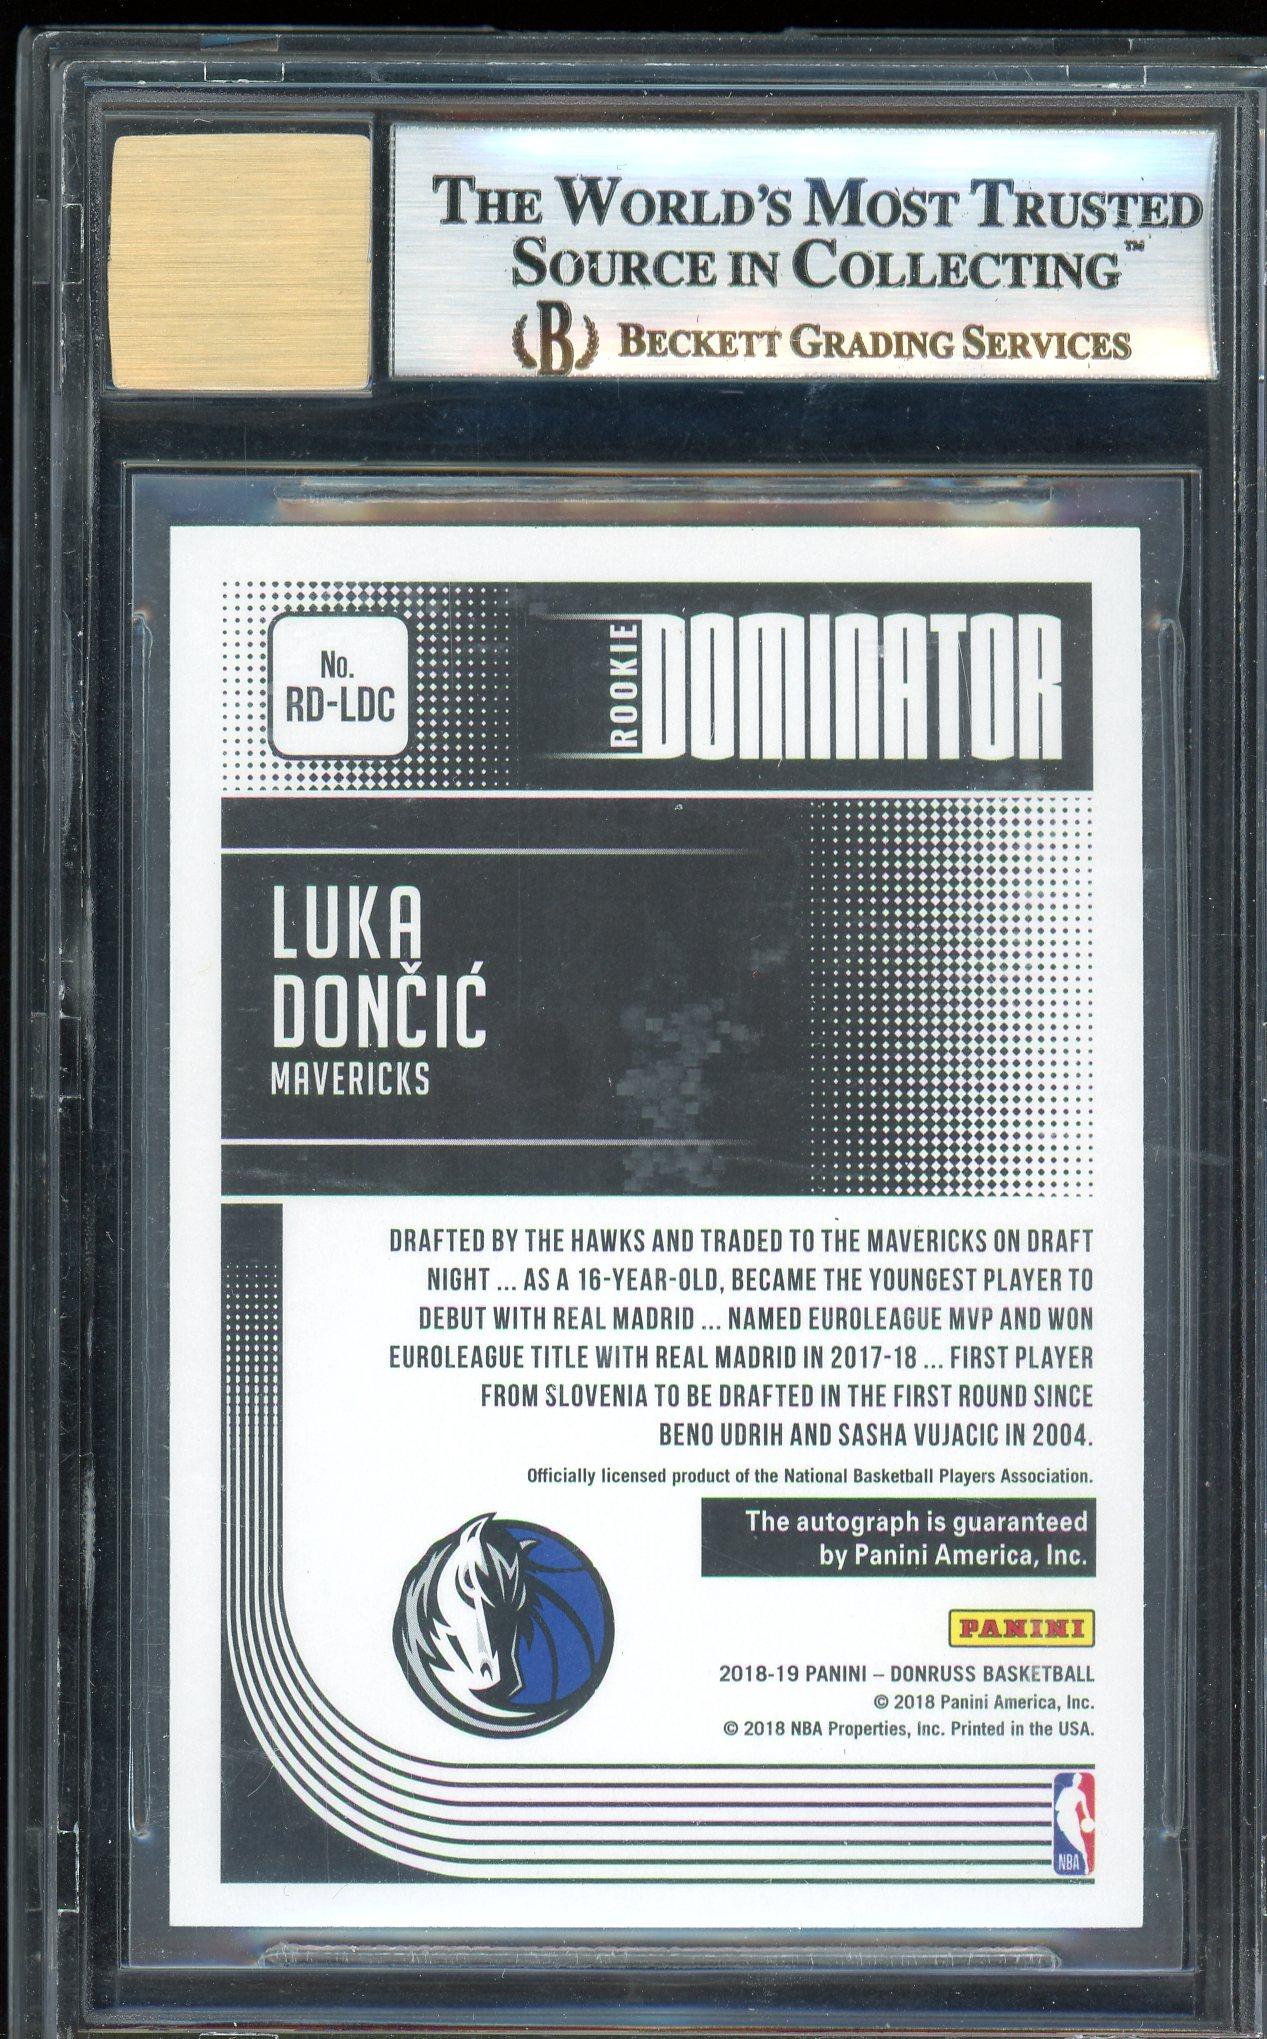 THE WORLD'S MOST TRUSTED
SOURCE IN COLLECTING™
B BECKETT GRADING SERVICES
No.
RD-LDC
ROOKIE
DOMINATOR
LUKA
DONČIĆ
MAVERICKS
DRAFTED BY THE HAWKS AND TRADED TO THE MAVERICKS ON DRAFT
NIGHT ... AS A 16-YEAR-OLD, BECAME THE YOUNGEST PLAYER TO
DEBUT WITH REAL MADRID ... NAMED EUROLEAGUE MVP AND WON
EUROLEAGUE TITLE WITH REAL MADRID IN 2017-18 ... FIRST PLAYER
FROM SLOVENIA TO BE DRAFTED IN THE FIRST ROUND SINCE
BENO UDRIH AND SASHA VUJACIC IN 2004.
Officially licensed product of the National Basketball Players Association.
The autograph is guaranteed
by Panini America, Inc.
PANINI
2018-19 PANINI – DONRUSS BASKETBALL
© 2018 Panini America, Inc.
© 2018 NBA Properties, Inc. Printed in the USA.
NBA